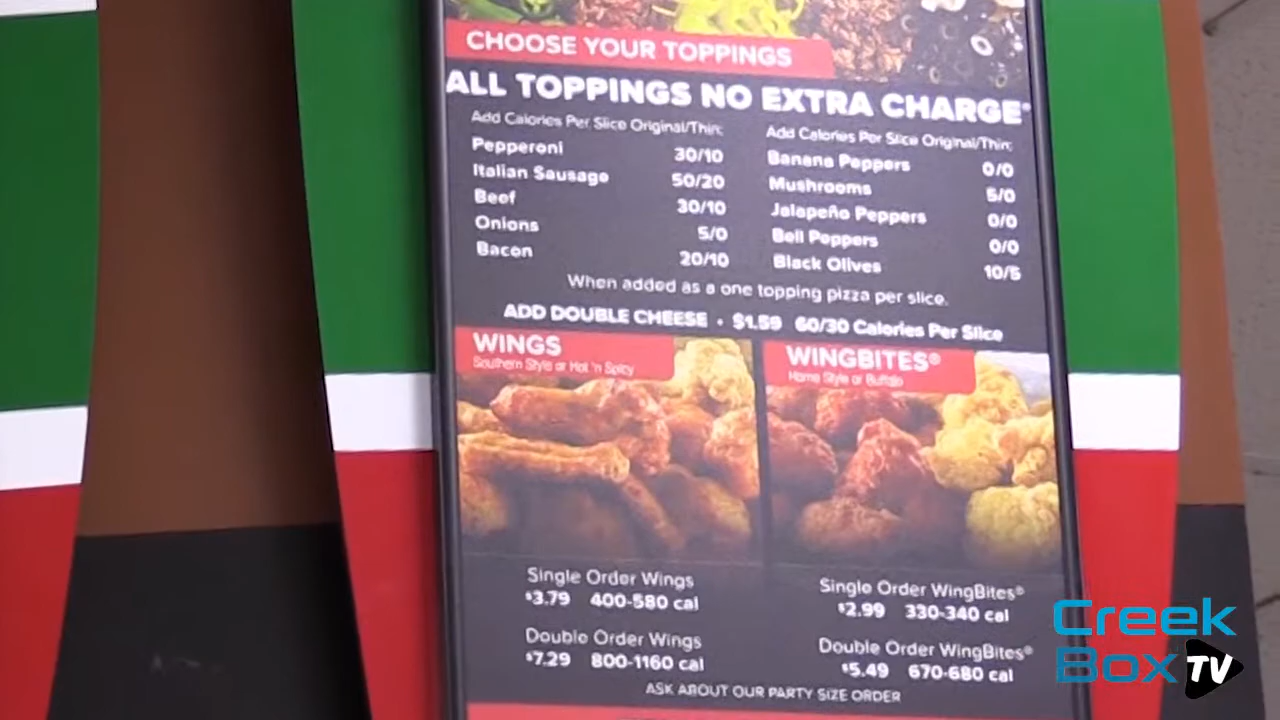 CHOOSE YOUR TOPPINGS
ALL TOPPINGS NO EXTRA CHARGE*
Add Calories Per Slice Original/Thin:
Pepperoni 30/10
Italian Sausage 50/20
Beef 30/10
Onions 5/0
Bacon 20/10
Add Calories Per Slice Original/Thin:
Banana Peppers 0/0
Mushrooms 5/0
Jalapeño Peppers 0/0
Bell Peppers 0/0
Black Olives 10/5
When added as a one topping pizza per slice.
ADD DOUBLE CHEESE • $1.59 60/30 Calories Per Slice
WINGS
Southern Style or Hot 'n Spicy
Single Order Wings
$3.79 400-580 cal
Double Order Wings
$7.29 800-1160 cal
WINGBITES®
Home Style or Buffalo
Single Order WingBites®
$2.99 330-340 cal
Double Order WingBites®
$5.49 670-680 cal
ASK ABOUT OUR PARTY SIZE ORDER
Creek
Box TV